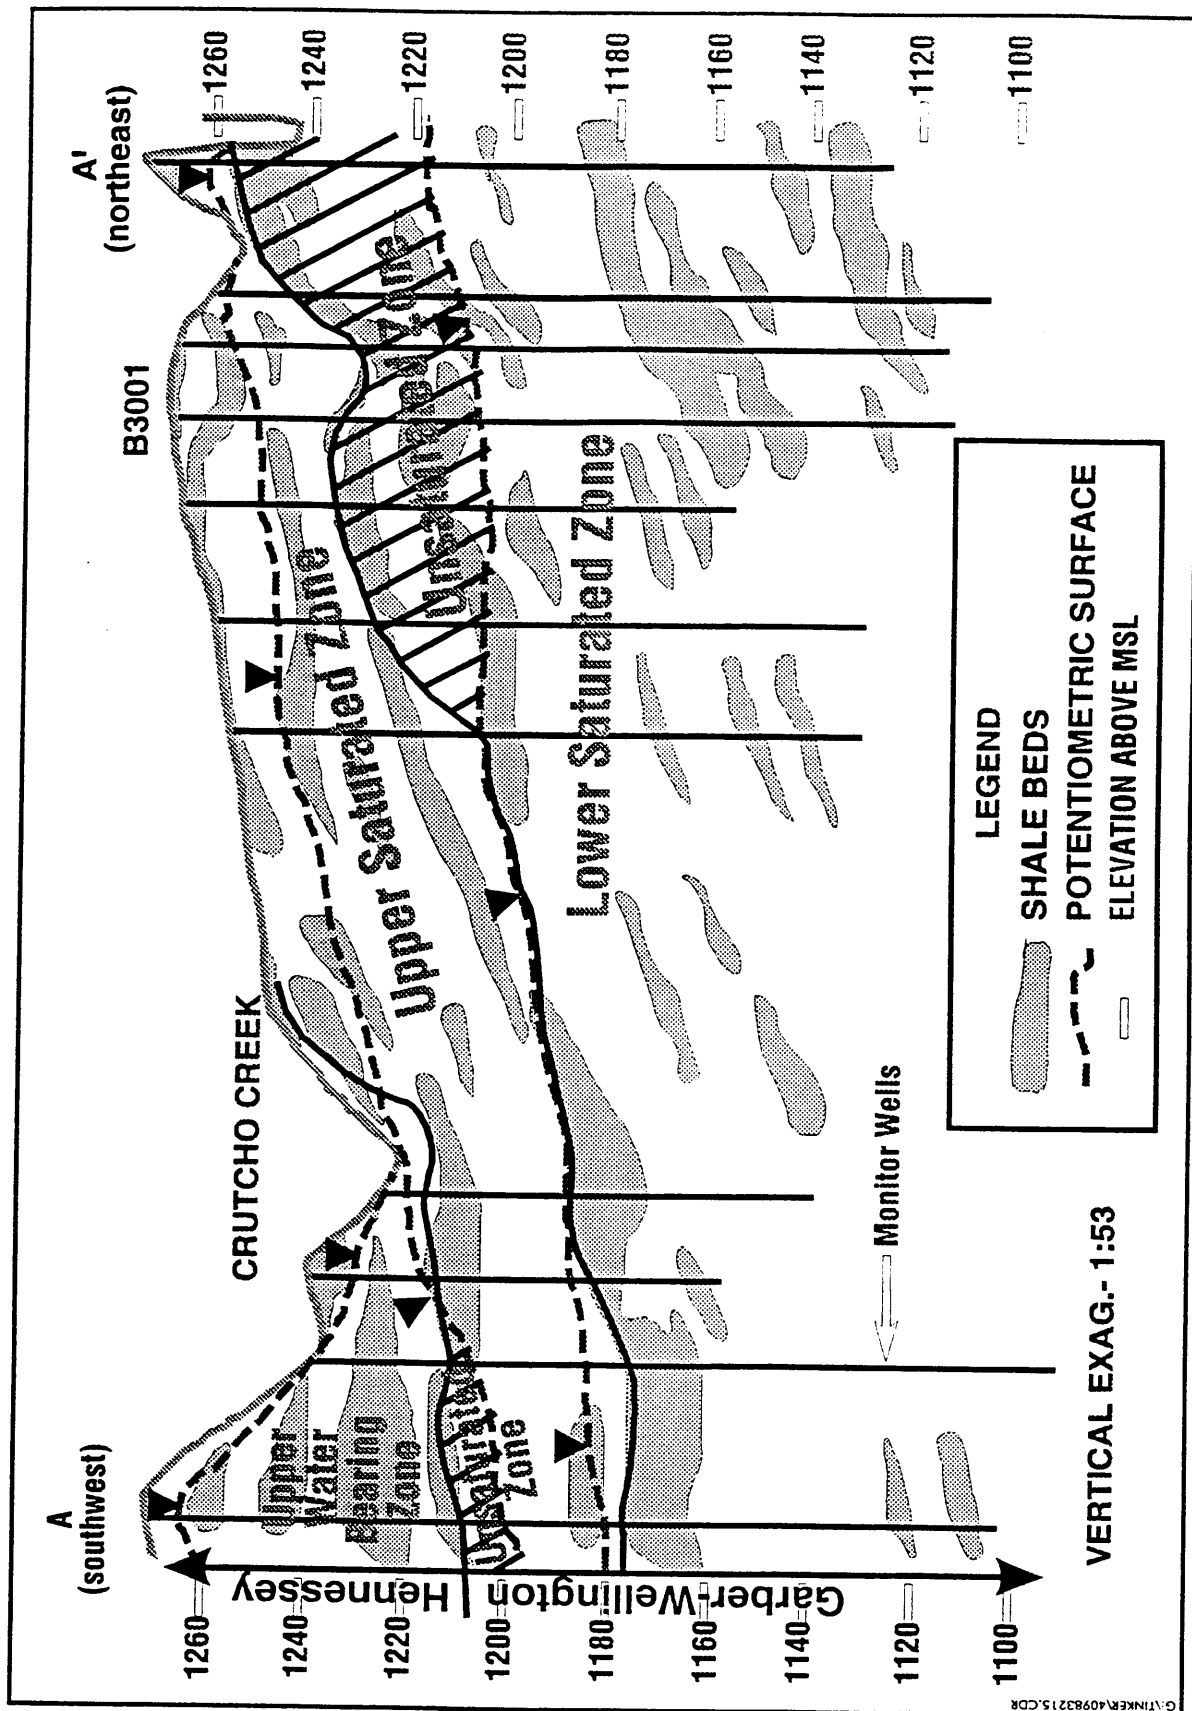 A
(southwest)
A'
(northeast)
CRUTCHO CREEK
B3001
1260
1240
1220
1200
1180
1160
1140
1120
1100
Hennessey
Garber-Wellington
Upper
Water
Bearing
Zone
Unsaturated
Zone
Upper Saturated Zone
Unsaturated Zone
Lower Saturated Zone
1260
1240
1220
1200
1180
1160
1140
1120
1100
Monitor Wells
VERTICAL EXAG.- 1:53
LEGEND
SHALE BEDS
POTENTIOMETRIC SURFACE
ELEVATION ABOVE MSL
G:\TINKER\40983215.CDR